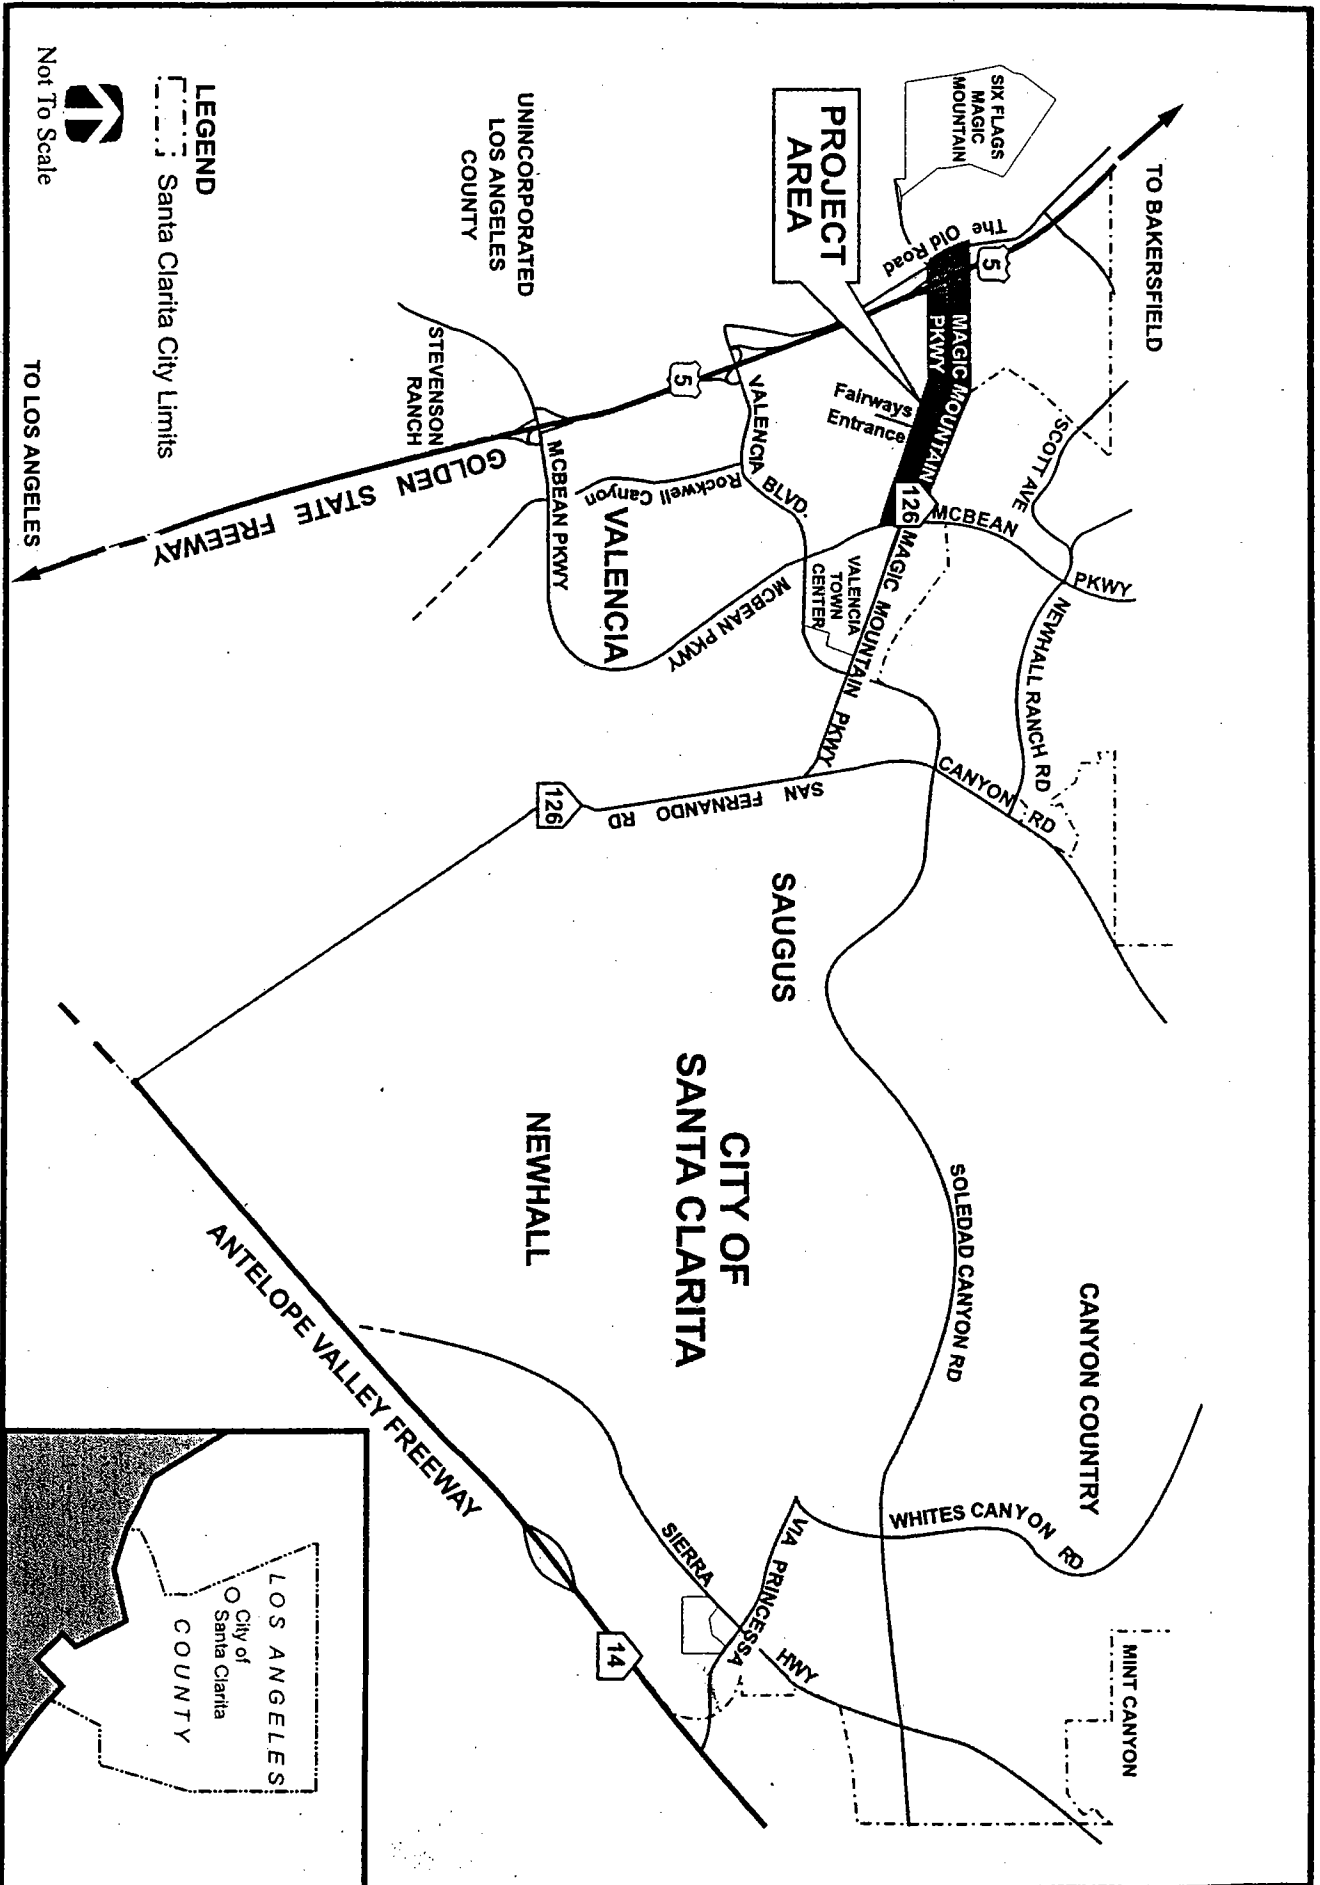 TO BAKERSFIELD
SIX FLAGS
MAGIC
MOUNTAIN
The Old Road
5
PROJECT
AREA
MAGIC MOUNTAIN
PKWY
Fairways
Entrance
126
SCOTT AVE
MCBEAN
PKWY
NEWHALL RANCH RD
MAGIC MOUNTAIN PKWY
VALENCIA
TOWN
CENTER
VALENCIA BLVD.
Rockwell Canyon
MCBEAN PKWY
MCBEAN PKWY
VALENCIA
5
STEVENSON
RANCH
GOLDEN STATE FREEWAY
UNINCORPORATED
LOS ANGELES
COUNTY
CANYON RD
SAN FERNANDO RD
126
SAUGUS
CITY OF
SANTA CLARITA
NEWHALL
SOLEDAD CANYON RD
CANYON COUNTRY
WHITES CANYON RD
VIA PRINCESSA
SIERRA HWY
MINT CANYON
14
ANTELOPE VALLEY FREEWAY
LEGEND
Santa Clarita City Limits
Not To Scale
TO LOS ANGELES
LOS ANGELES
City of
Santa Clarita
COUNTY